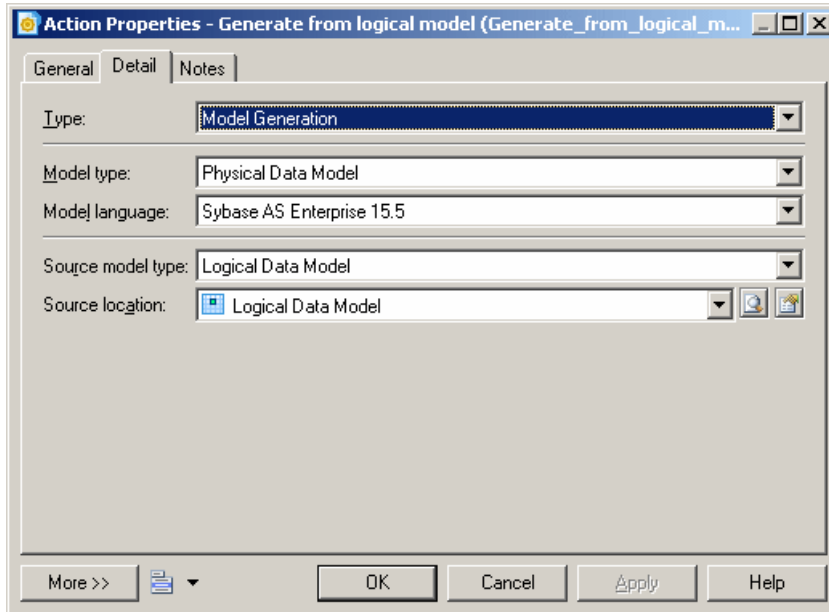 Action Properties - Generate from logical model (Generate_from_logical_m...
General Detail Notes
Type: Model Generation
Model type: Physical Data Model
Model language: Sybase AS Enterprise 15.5
Source model type: Logical Data Model
Source location: Logical Data Model
More >> OK Cancel Apply Help